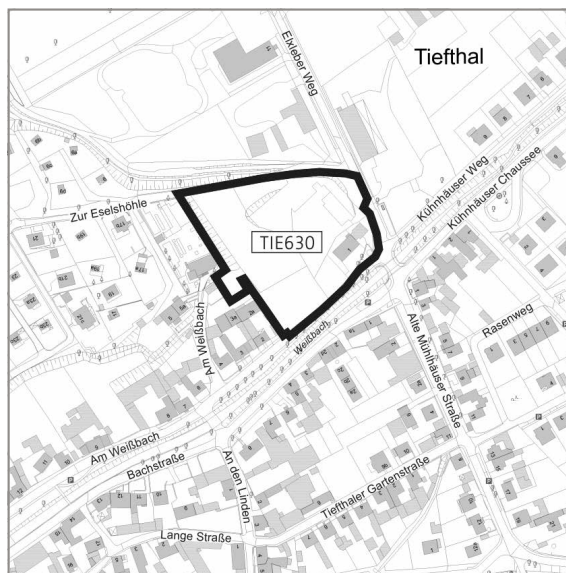 Elxleber Weg
Tiefthal
Kühnhäuser Weg
Kühnhäuser Chaussee
Zur Eselshöhle
TIE630
Am Weißbach
Weißbach
Alte Mühlhäuser Straße
Rasenweg
Am Weißbach
Bachstraße
An den Linden
Tiefthaler Gartenstraße
Lange Straße